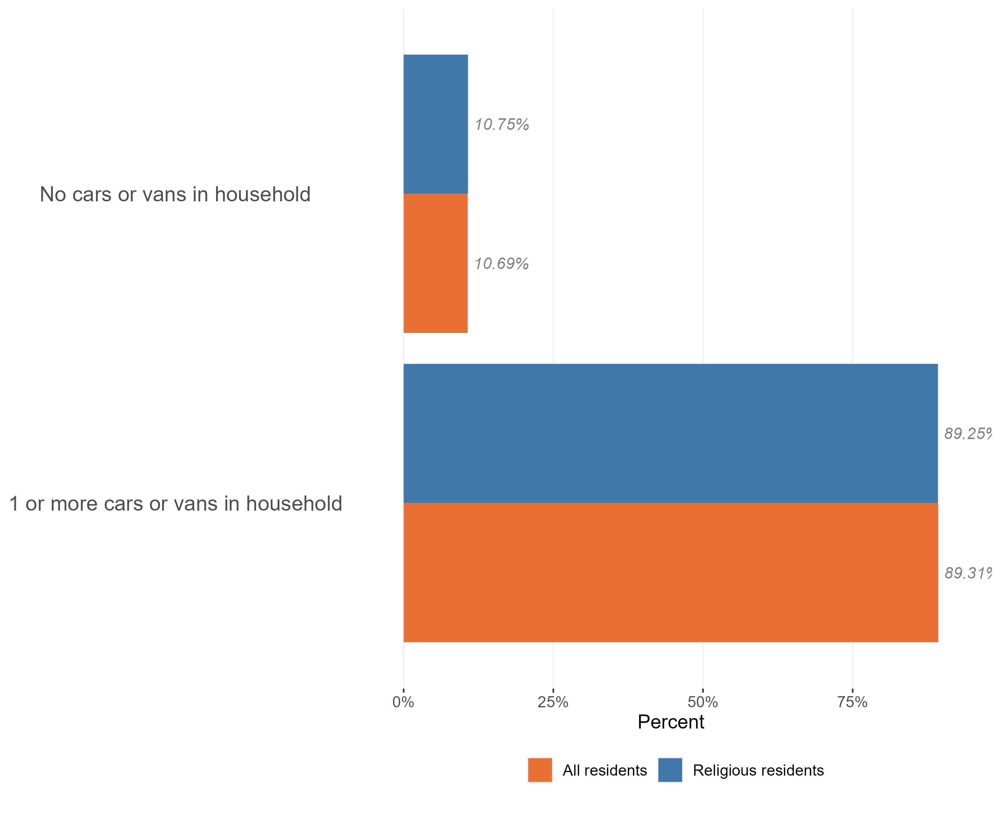 10.75%
No cars or vans in household
10.69%
89.25%
1 or more cars or vans in household
89.31%
0% 25% 50% 75%
Percent
All residents Religious residents